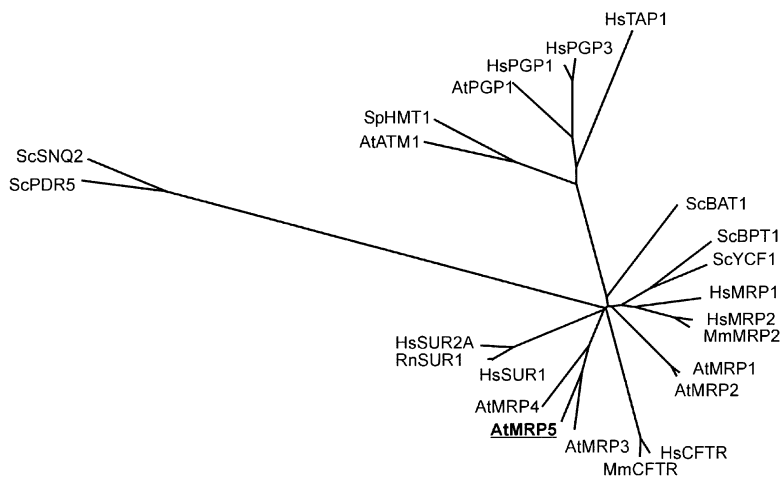 HsTAP1
HsPGP3
HsPGP1
AtPGP1
SpHMT1
AtATM1
ScSNQ2
ScPDR5
ScBAT1
ScBPT1
ScYCF1
HsMRP1
HsMRP2
MmMRP2
HsSUR2A
RnSUR1
HsSUR1
AtMRP1
AtMRP2
AtMRP4
AtMRP5
AtMRP3
HsCFTR
MmCFTR